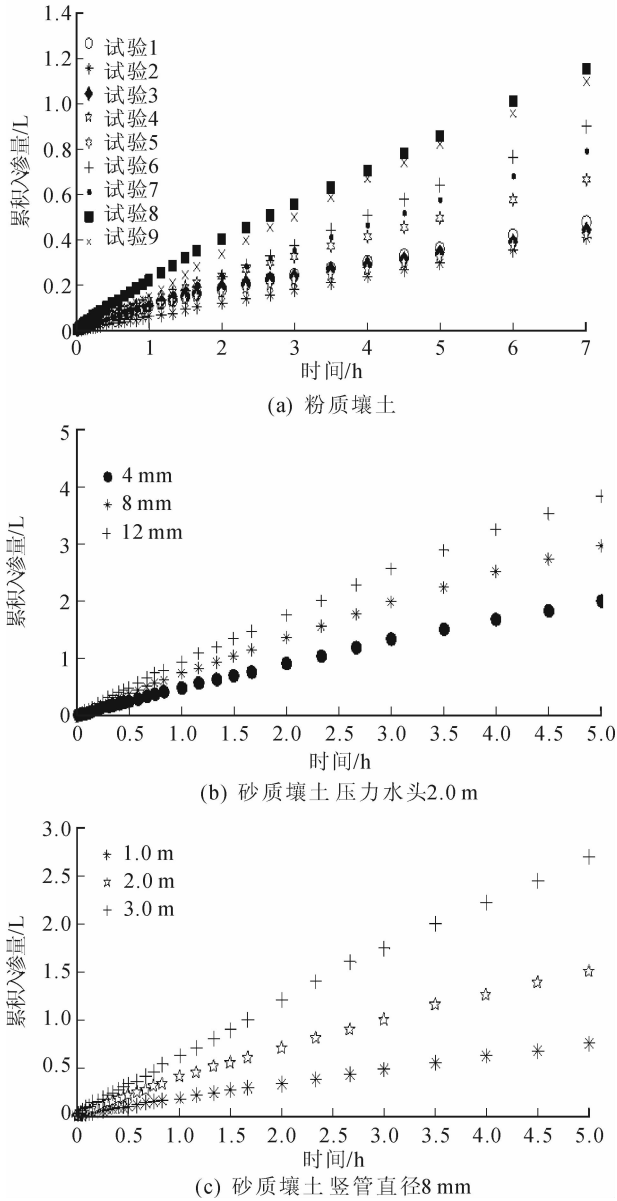 1.4
1.2
1.0
0.8
0.6
0.4
0.2
0
累积入渗量/L
试验1
试验2
试验3
试验4
试验5
试验6
试验7
试验8
试验9
0 1 2 3 4 5 6 7
时间/h
(a) 粉质壤土
5
4
3
2
1
0
累积入渗量/L
4 mm
8 mm
12 mm
0 0.5 1.0 1.5 2.0 2.5 3.0 3.5 4.0 4.5 5.0
时间/h
(b) 砂质壤土 压力水头2.0 m
3.0
2.5
2.0
1.5
1.0
0.5
0
累积入渗量/L
1.0 m
2.0 m
3.0 m
0 0.5 1.0 1.5 2.0 2.5 3.0 3.5 4.0 4.5 5.0
时间/h
(c) 砂质壤土 竖管直径8 mm